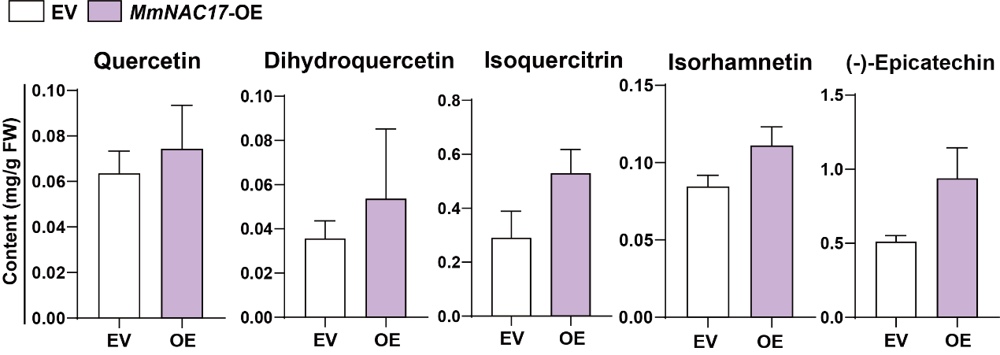 EV MmNAC17-OE
Quercetin
Dihydroquercetin
Isoquercitrin
Isorhamnetin
(-)-Epicatechin
Content (mg/g FW)
0.10
0.08
0.06
0.04
0.02
0.00
EV OE
0.10
0.08
0.06
0.04
0.02
0.00
EV OE
0.8
0.6
0.4
0.2
0.0
EV OE
0.15
0.10
0.05
0.00
EV OE
1.5
1.0
0.5
0.0
EV OE